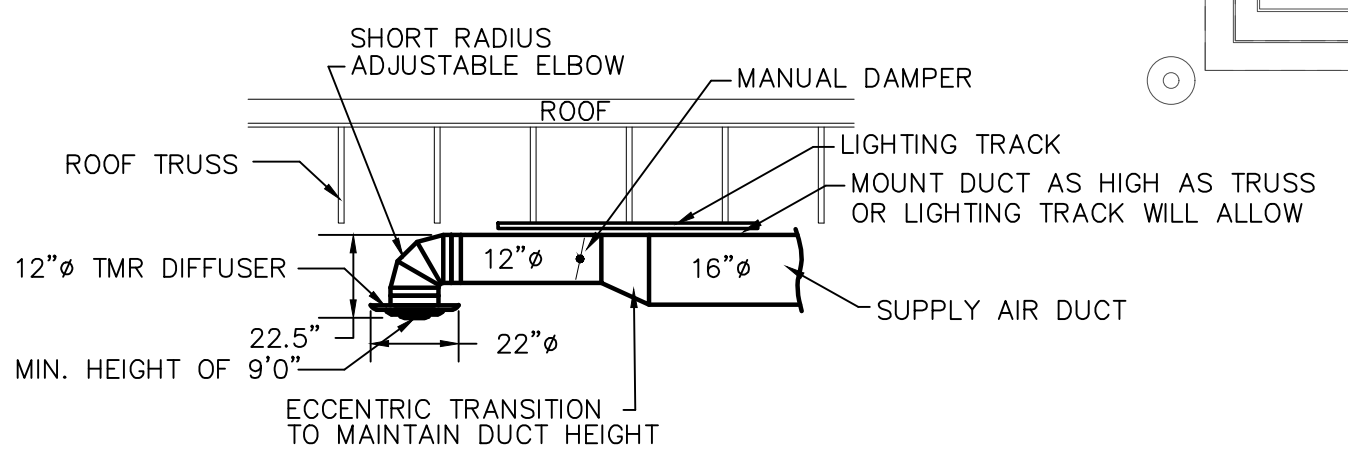 SHORT RADIUS
ADJUSTABLE ELBOW
MANUAL DAMPER
ROOF
ROOF TRUSS
LIGHTING TRACK
MOUNT DUCT AS HIGH AS TRUSS
OR LIGHTING TRACK WILL ALLOW
12"ø TMR DIFFUSER
12"ø
16"ø
SUPPLY AIR DUCT
22.5"
22"ø
MIN. HEIGHT OF 9'0"
ECCENTRIC TRANSITION
TO MAINTAIN DUCT HEIGHT